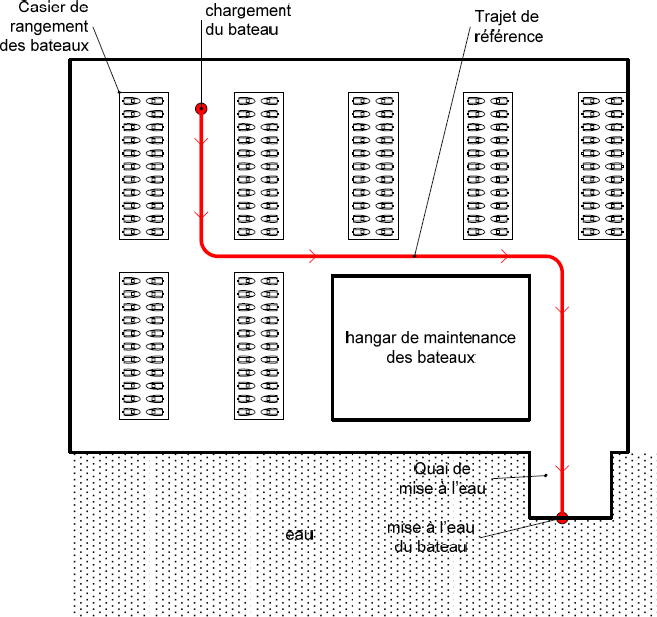 Casier de
rangement
des bateaux
chargement
du bateau
Trajet de
référence
hangar de maintenance
des bateaux
Quai de
mise à l'eau
eau
mise à l'eau
du bateau